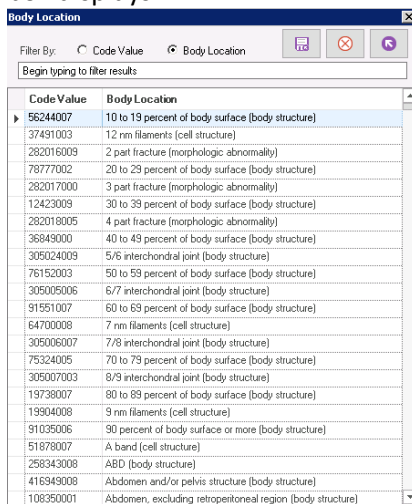 Body Location
Filter By: Code Value Body Location
Begin typing to filter results
Code Value Body Location
56244007 10 to 19 percent of body surface (body structure)
37491003 12 nm filaments (cell structure)
282016009 2 part fracture (morphologic abnormality)
78777002 20 to 29 percent of body surface (body structure)
282017000 3 part fracture (morphologic abnormality)
12423009 30 to 39 percent of body surface (body structure)
282018005 4 part fracture (morphologic abnormality)
36849000 40 to 49 percent of body surface (body structure)
305024009 5/6 interchondral joint (body structure)
76152003 50 to 59 percent of body surface (body structure)
305005006 6/7 interchondral joint (body structure)
91551007 60 to 69 percent of body surface (body structure)
64700008 7 nm filaments (cell structure)
305006007 7/8 interchondral joint (body structure)
75324005 70 to 79 percent of body surface (body structure)
305007003 8/9 interchondral joint (body structure)
19738007 80 to 89 percent of body surface (body structure)
19904008 9 nm filaments (cell structure)
91035006 90 percent of body surface or more (body structure)
51878007 A band (cell structure)
258343008 ABD (body structure)
416949008 Abdomen and/or pelvis structure (body structure)
108350001 Abdomen, excluding retroperitoneal region (body structure)